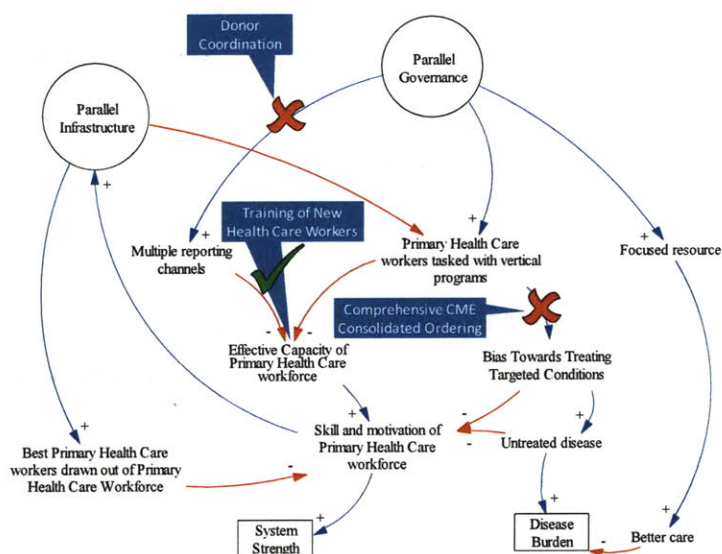 Donor
Coordination
Parallel
Governance
Parallel
Infrastructure
+
Training of New
Health Care Workers
+
+
+
Multiple reporting
channels
Primary Health Care
workers tasked with vertical
programs
Focused resource
-
-
Comprehensive CME
Consolidated Ordering
Effective Capacity of
Primary Health Care
workforce
Bias Towards Treating
Targeted Conditions
+
+
-
+
Best Primary Health Care
workers drawn out of Primary
Health Care Workforce
-
Skill and motivation of
Primary Health Care
workforce
-
Untreated disease
+
+
+
System
Strength
Disease
Burden
-
Better care